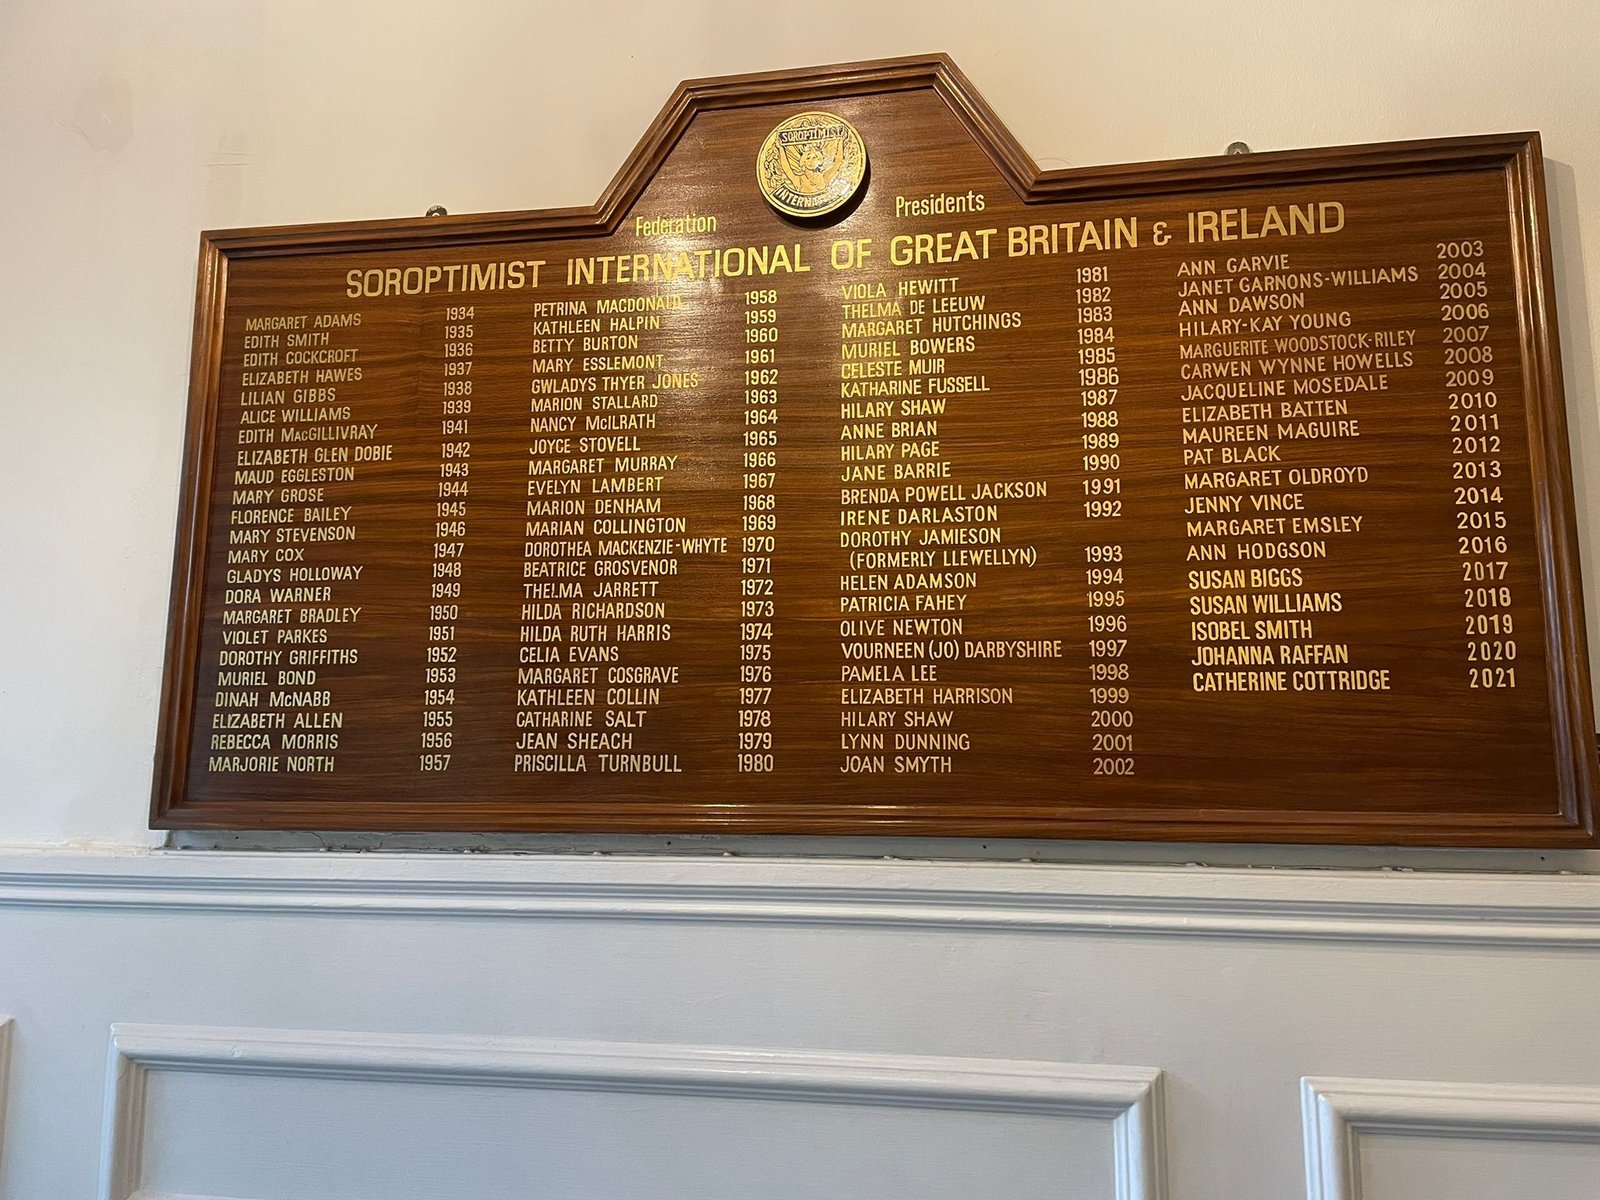 SOROPTIMIST
INTERNATIONAL
Federation Presidents
SOROPTIMIST INTERNATIONAL OF GREAT BRITAIN & IRELAND
MARGARET ADAMS 1934
EDITH SMITH 1935
EDITH COCKCROFT 1936
ELIZABETH HAWES 1937
LILIAN GIBBS 1938
ALICE WILLIAMS 1939
EDITH MacGILLIVRAY 1941
ELIZABETH GLEN DOBIE 1942
MAUD EGGLESTON 1943
MARY GROSE 1944
FLORENCE BAILEY 1945
MARY STEVENSON 1946
MARY COX 1947
GLADYS HOLLOWAY 1948
DORA WARNER 1949
MARGARET BRADLEY 1950
VIOLET PARKES 1951
DOROTHY GRIFFITHS 1952
MURIEL BOND 1953
DINAH McNABB 1954
ELIZABETH ALLEN 1955
REBECCA MORRIS 1956
MARJORIE NORTH 1957
PETRINA MACDONALD 1958
KATHLEEN HALPIN 1959
BETTY BURTON 1960
MARY ESSLEMONT 1961
GWLADYS THYER JONES 1962
MARION STALLARD 1963
NANCY McILRATH 1964
JOYCE STOVELL 1965
MARGARET MURRAY 1966
EVELYN LAMBERT 1967
MARION DENHAM 1968
MARIAN COLLINGTON 1969
DOROTHEA MACKENZIE-WHYTE 1970
BEATRICE GROSVENOR 1971
THELMA JARRETT 1972
HILDA RICHARDSON 1973
HILDA RUTH HARRIS 1974
CELIA EVANS 1975
MARGARET COSGRAVE 1976
KATHLEEN COLLIN 1977
CATHARINE SALT 1978
JEAN SHEACH 1979
PRISCILLA TURNBULL 1980
VIOLA HEWITT 1981
THELMA DE LEEUW 1982
MARGARET HUTCHINGS 1983
MURIEL BOWERS 1984
CELESTE MUIR 1985
KATHARINE FUSSELL 1986
HILARY SHAW 1987
ANNE BRIAN 1988
HILARY PAGE 1989
JANE BARRIE 1990
BRENDA POWELL JACKSON 1991
IRENE DARLASTON 1992
DOROTHY JAMIESON
(FORMERLY LLEWELLYN) 1993
HELEN ADAMSON 1994
PATRICIA FAHEY 1995
OLIVE NEWTON 1996
VOURNEEN (JO) DARBYSHIRE 1997
PAMELA LEE 1998
ELIZABETH HARRISON 1999
HILARY SHAW 2000
LYNN DUNNING 2001
JOAN SMYTH 2002
ANN GARVIE 2003
JANET GARNONS-WILLIAMS 2004
ANN DAWSON 2005
HILARY-KAY YOUNG 2006
MARGUERITE WOODSTOCK-RILEY 2007
CARWEN WYNNE HOWELLS 2008
JACQUELINE MOSEDALE 2009
ELIZABETH BATTEN 2010
MAUREEN MAGUIRE 2011
PAT BLACK 2012
MARGARET OLDROYD 2013
JENNY VINCE 2014
MARGARET EMSLEY 2015
ANN HODGSON 2016
SUSAN BIGGS 2017
SUSAN WILLIAMS 2018
ISOBEL SMITH 2019
JOHANNA RAFFAN 2020
CATHERINE COTTRIDGE 2021